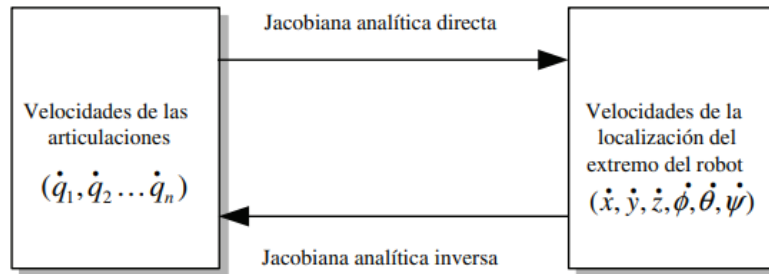 Jacobiana analítica directa
Velocidades de las
articulaciones
(q̇₁, q̇₂ … q̇ₙ)
Velocidades de la
localización del
extremo del robot
(ẋ, ẏ, ż, ϕ̇, θ̇, ψ̇)
Jacobiana analítica inversa